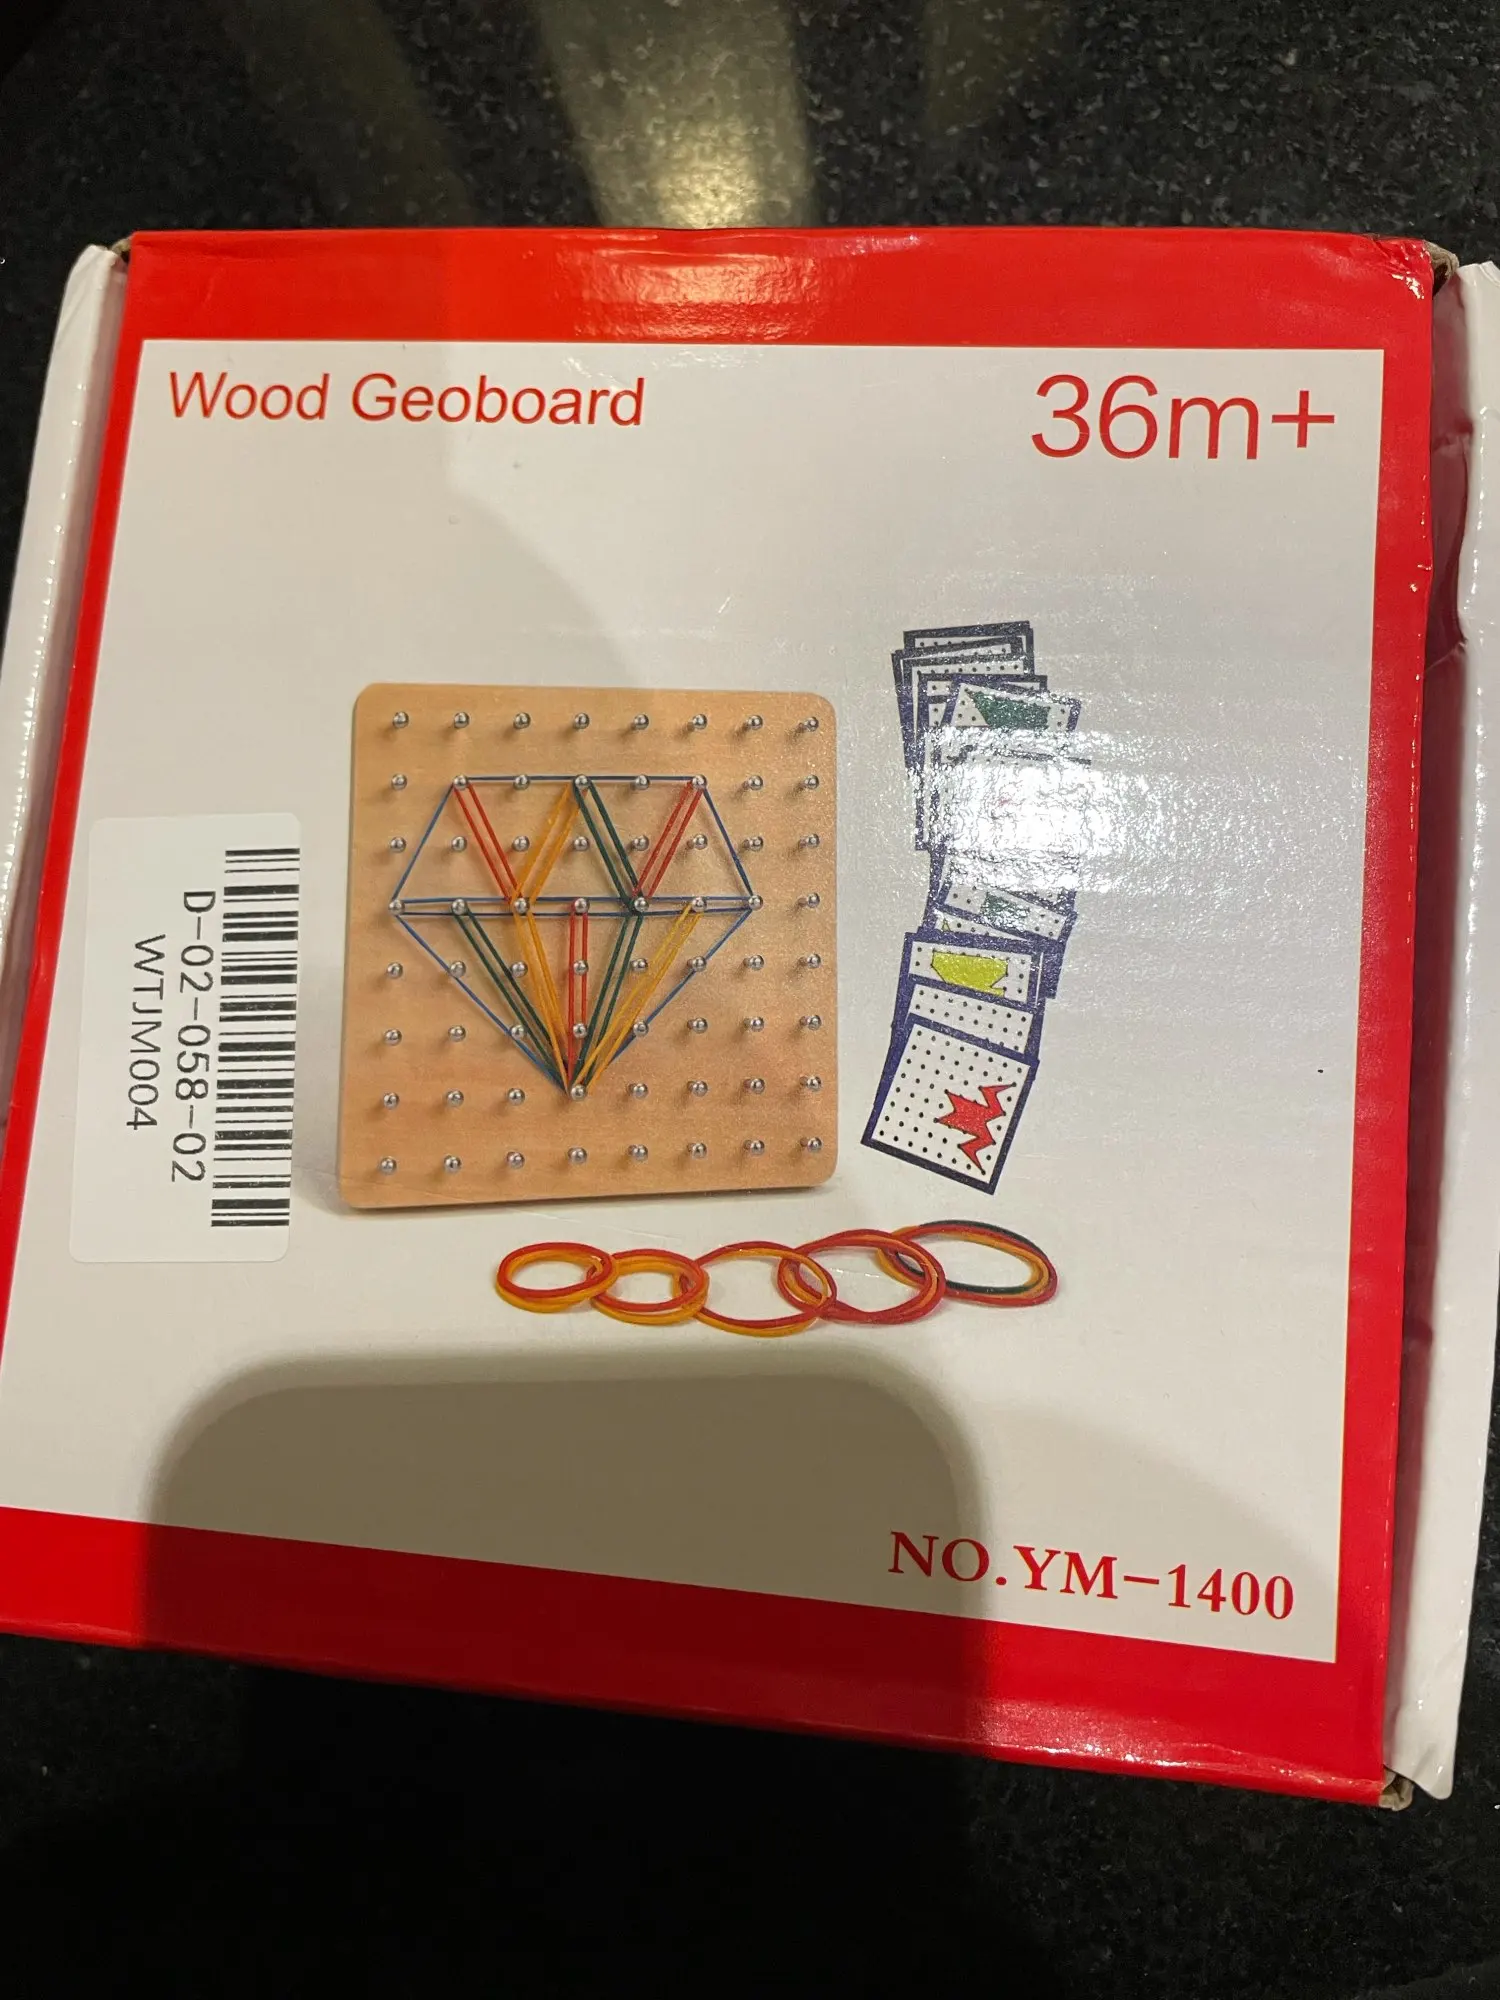 Wood Geoboard
36m+
D-02-058-02
WTJM004
NO.YM-1400